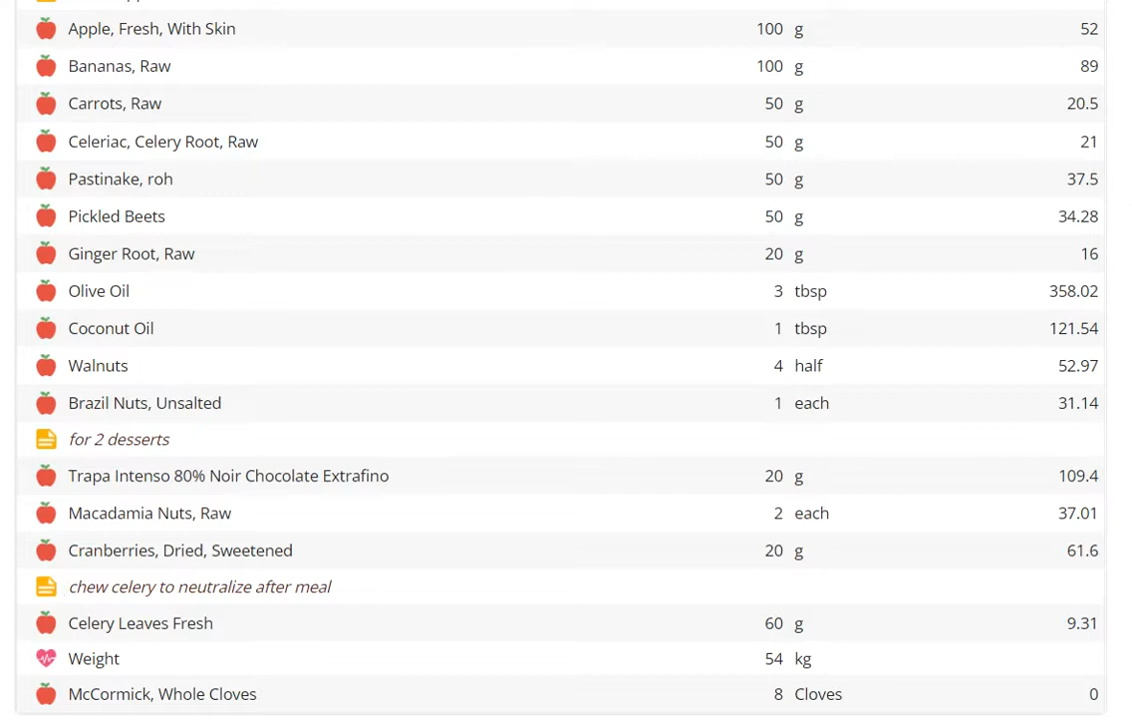 Apple, Fresh, With Skin 100 g 52
Bananas, Raw 100 g 89
Carrots, Raw 50 g 20.5
Celeriac, Celery Root, Raw 50 g 21
Pastinake, roh 50 g 37.5
Pickled Beets 50 g 34.28
Ginger Root, Raw 20 g 16
Olive Oil 3 tbsp 358.02
Coconut Oil 1 tbsp 121.54
Walnuts 4 half 52.97
Brazil Nuts, Unsalted 1 each 31.14
for 2 desserts
Trapa Intenso 80% Noir Chocolate Extrafino 20 g 109.4
Macadamia Nuts, Raw 2 each 37.01
Cranberries, Dried, Sweetened 20 g 61.6
chew celery to neutralize after meal
Celery Leaves Fresh 60 g 9.31
Weight 54 kg
McCormick, Whole Cloves 8 Cloves 0